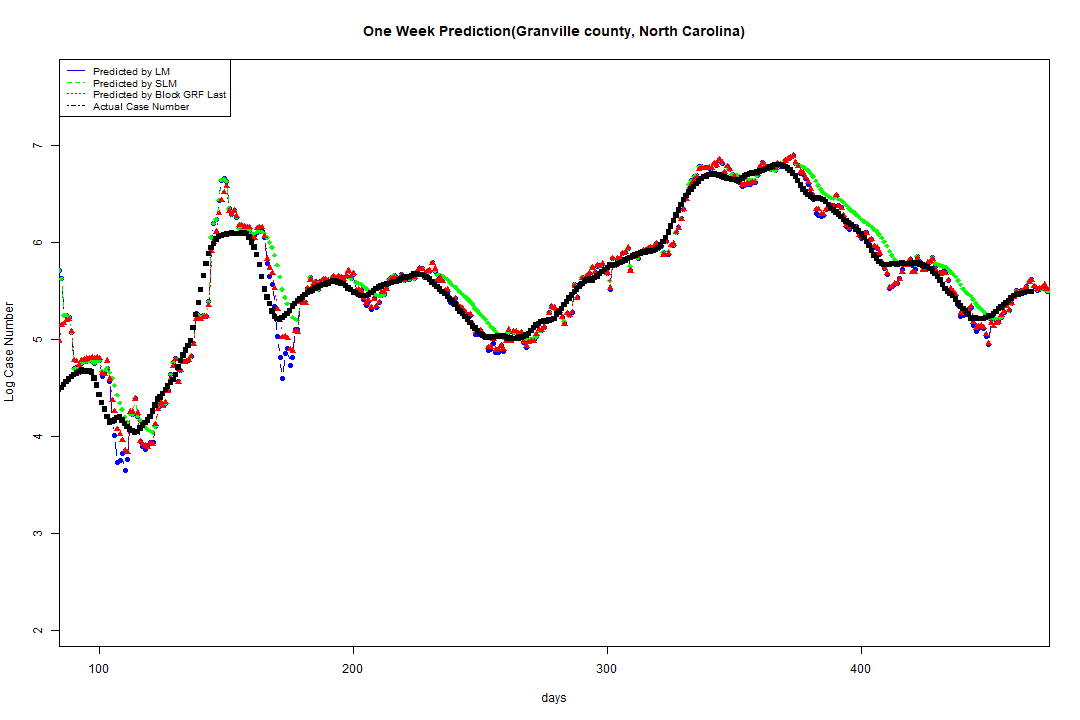 One Week Prediction(Granville county, North Carolina)
Predicted by LM
Predicted by SLM
Predicted by Block GRF Last
Actual Case Number
7
6
5
4
3
2
Log Case Number
100 200 300 400
days